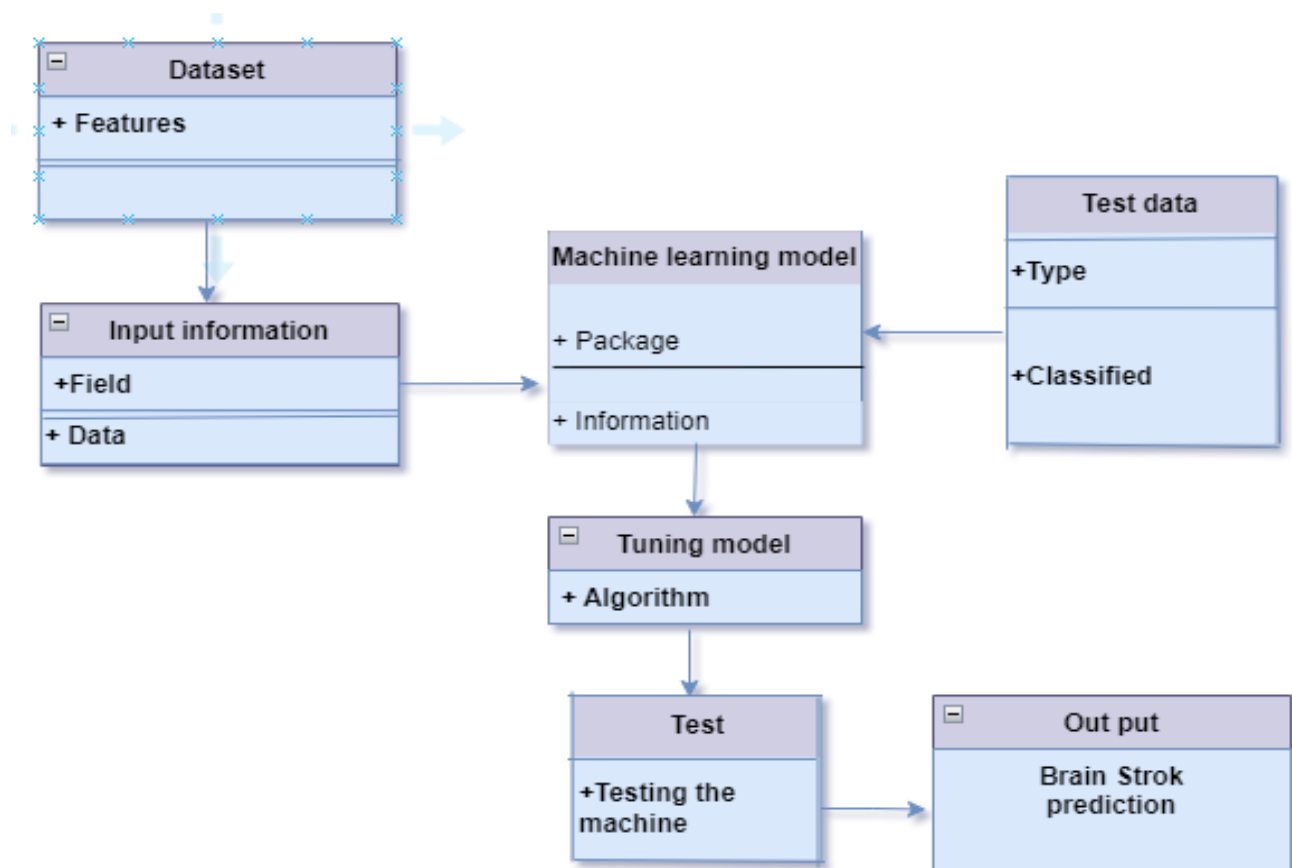 Dataset
+ Features
Input information
+Field
+ Data
Machine learning model
+ Package
+ Information
Test data
+Type
+Classified
Tuning model
+ Algorithm
Test
+Testing the
machine
Out put
Brain Strok
prediction